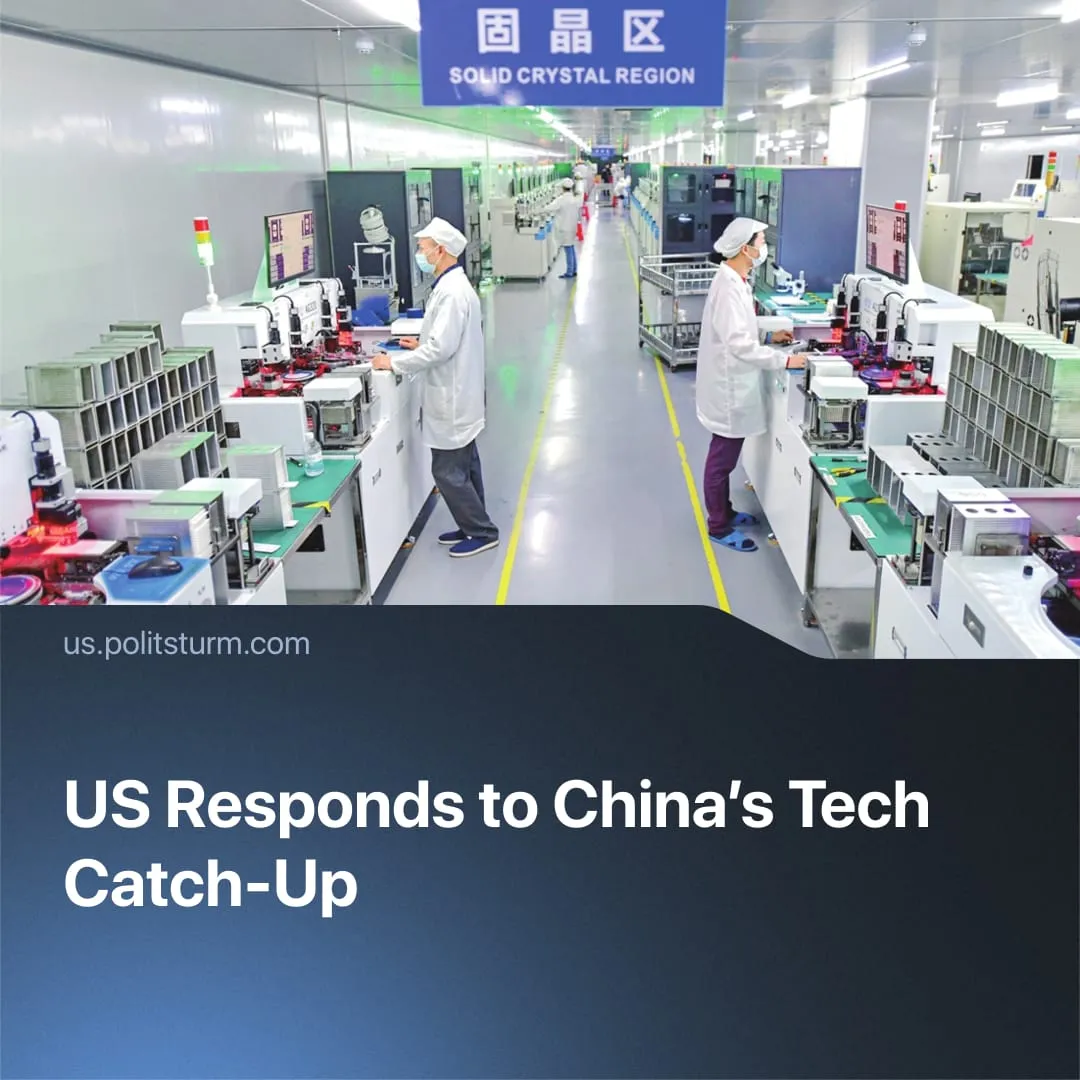 固晶区
SOLID CRYSTAL REGION
us.politsturm.com
US Responds to China’s Tech
Catch-Up